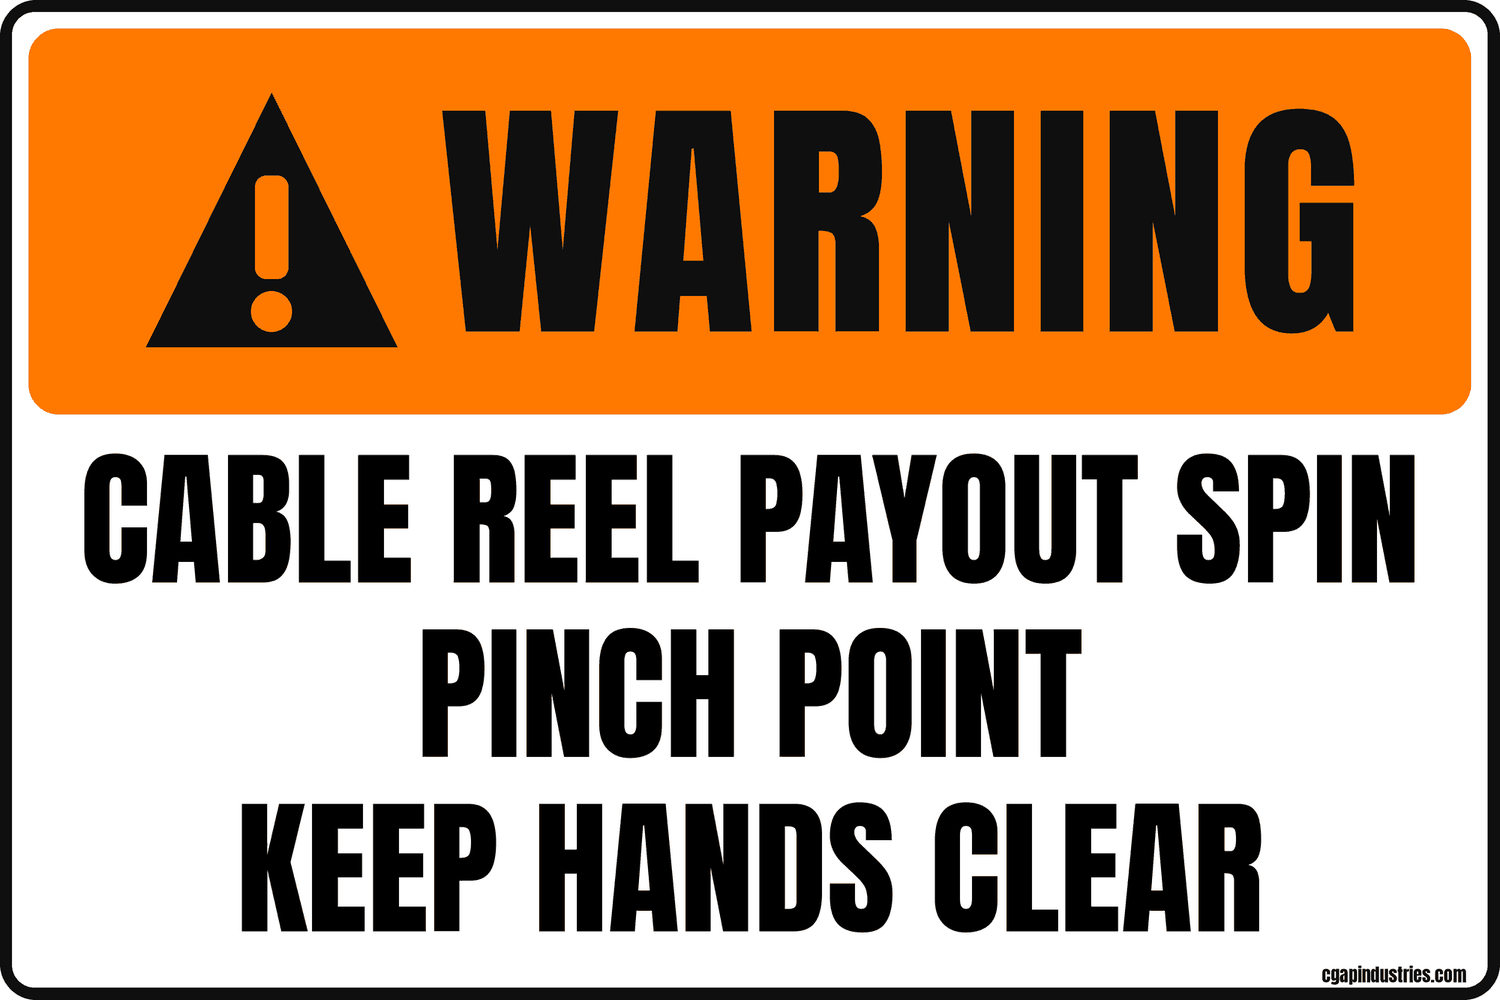 WARNING
CABLE REEL PAYOUT SPIN
PINCH POINT
KEEP HANDS CLEAR
cgapindustries.com